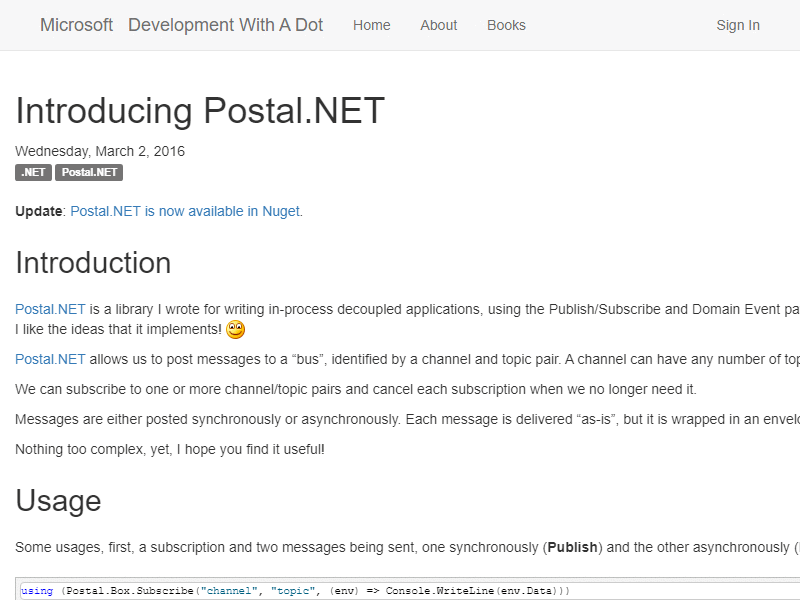 Microsoft Development With A Dot Home About Books Sign In
Introducing Postal.NET
Wednesday, March 2, 2016
.NET Postal.NET
Update: Postal.NET is now available in Nuget.
Introduction
Postal.NET is a library I wrote for writing in-process decoupled applications, using the Publish/Subscribe and Domain Event
I like the ideas that it implements!
Postal.NET allows us to post messages to a “bus”, identified by a channel and topic pair. A channel can have any number of
We can subscribe to one or more channel/topic pairs and cancel each subscription when we no longer need it.
Messages are either posted synchronously or asynchronously. Each message is delivered “as-is”, but it is wrapped in an
Nothing too complex, yet, I hope you find it useful!
Usage
Some usages, first, a subscription and two messages being sent, one synchronously (Publish) and the other asynchronously (
using (Postal.Box.Subscribe("channel", "topic", (env) => Console.WriteLine(env.Data)))